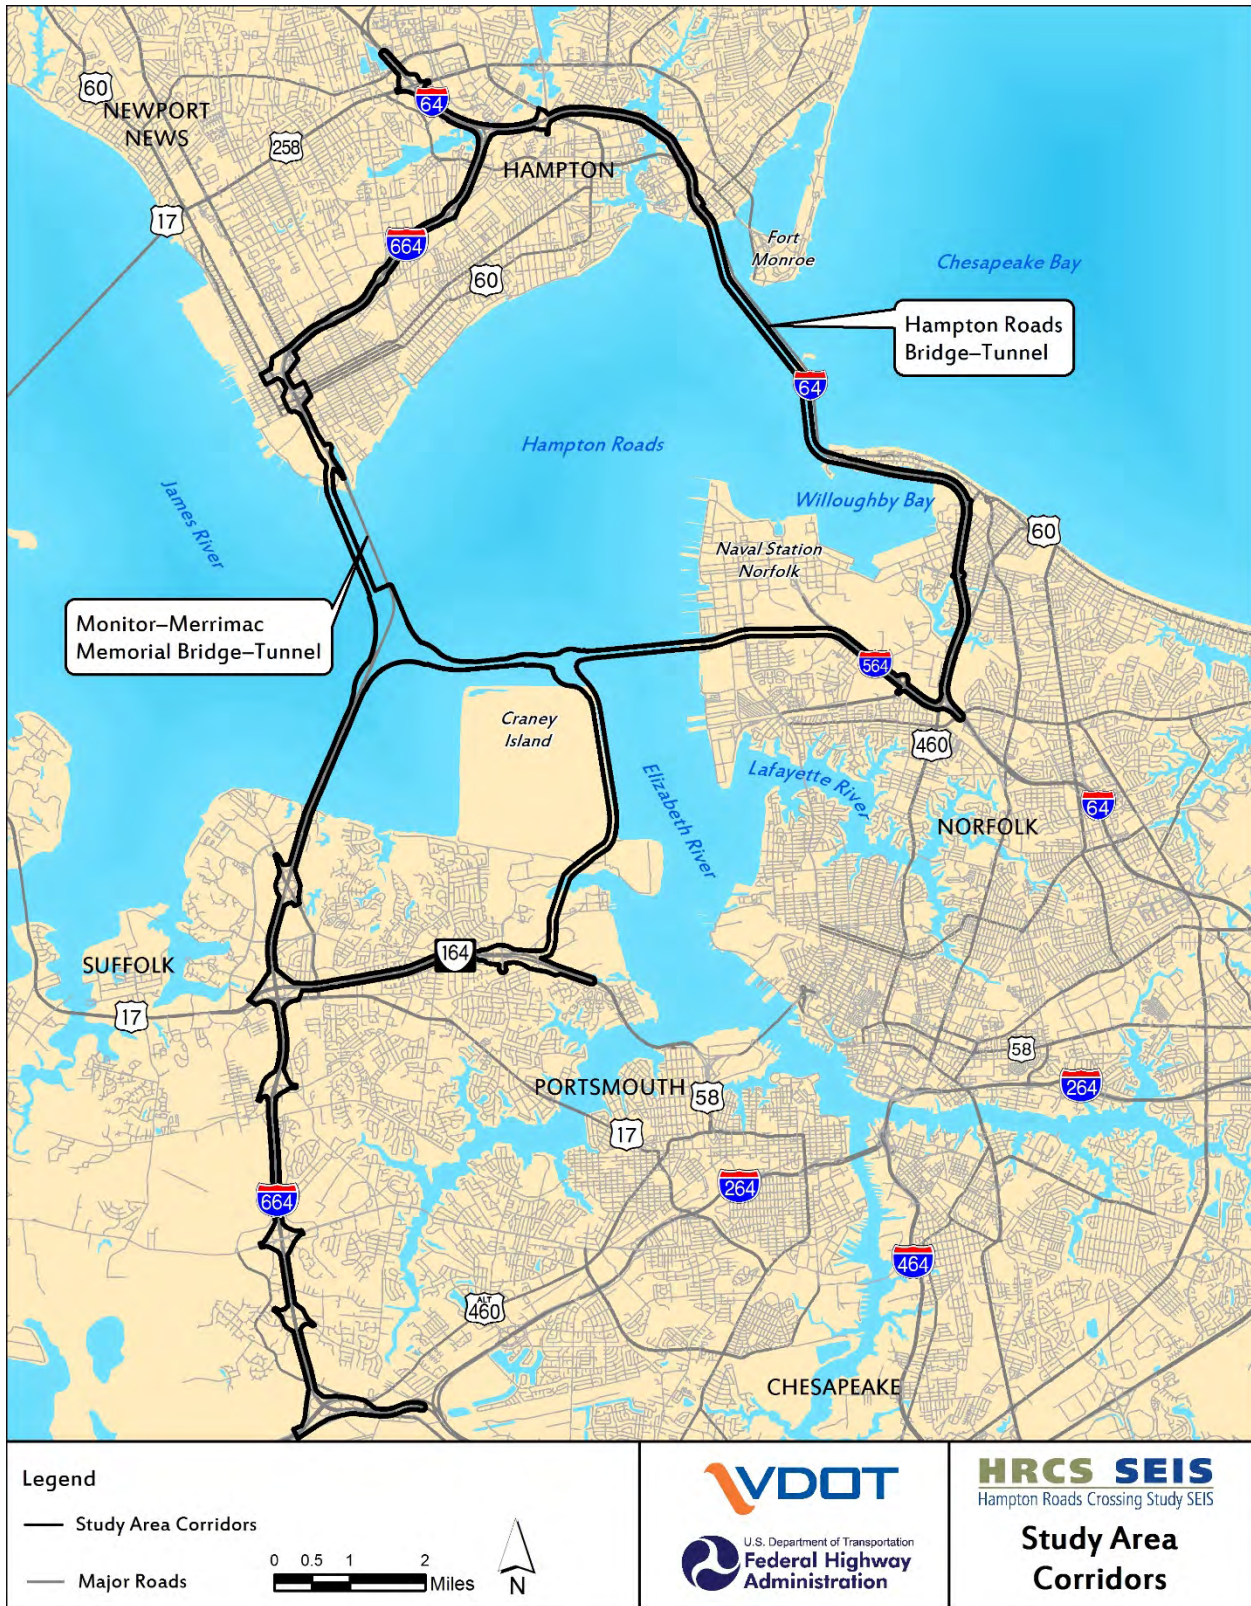 64
60
NEWPORT
NEWS
258
HAMPTON
17
664
60
Fort
Monroe
Chesapeake Bay
Hampton Roads
Bridge–Tunnel
64
Hampton Roads
James River
Willoughby Bay
60
Naval Station
Norfolk
Monitor–Merrimac
Memorial Bridge–Tunnel
564
Craney
Island
460
Elizabeth River
Lafayette River
64
NORFOLK
164
SUFFOLK
17
58
PORTSMOUTH
58
264
17
264
664
464
ALT
460
CHESAPEAKE
Legend
Study Area Corridors
Major Roads
0 0.5 1 2
Miles
N
VDOT
U.S. Department of Transportation
Federal Highway
Administration
HRCS SEIS
Hampton Roads Crossing Study SEIS
Study Area
Corridors